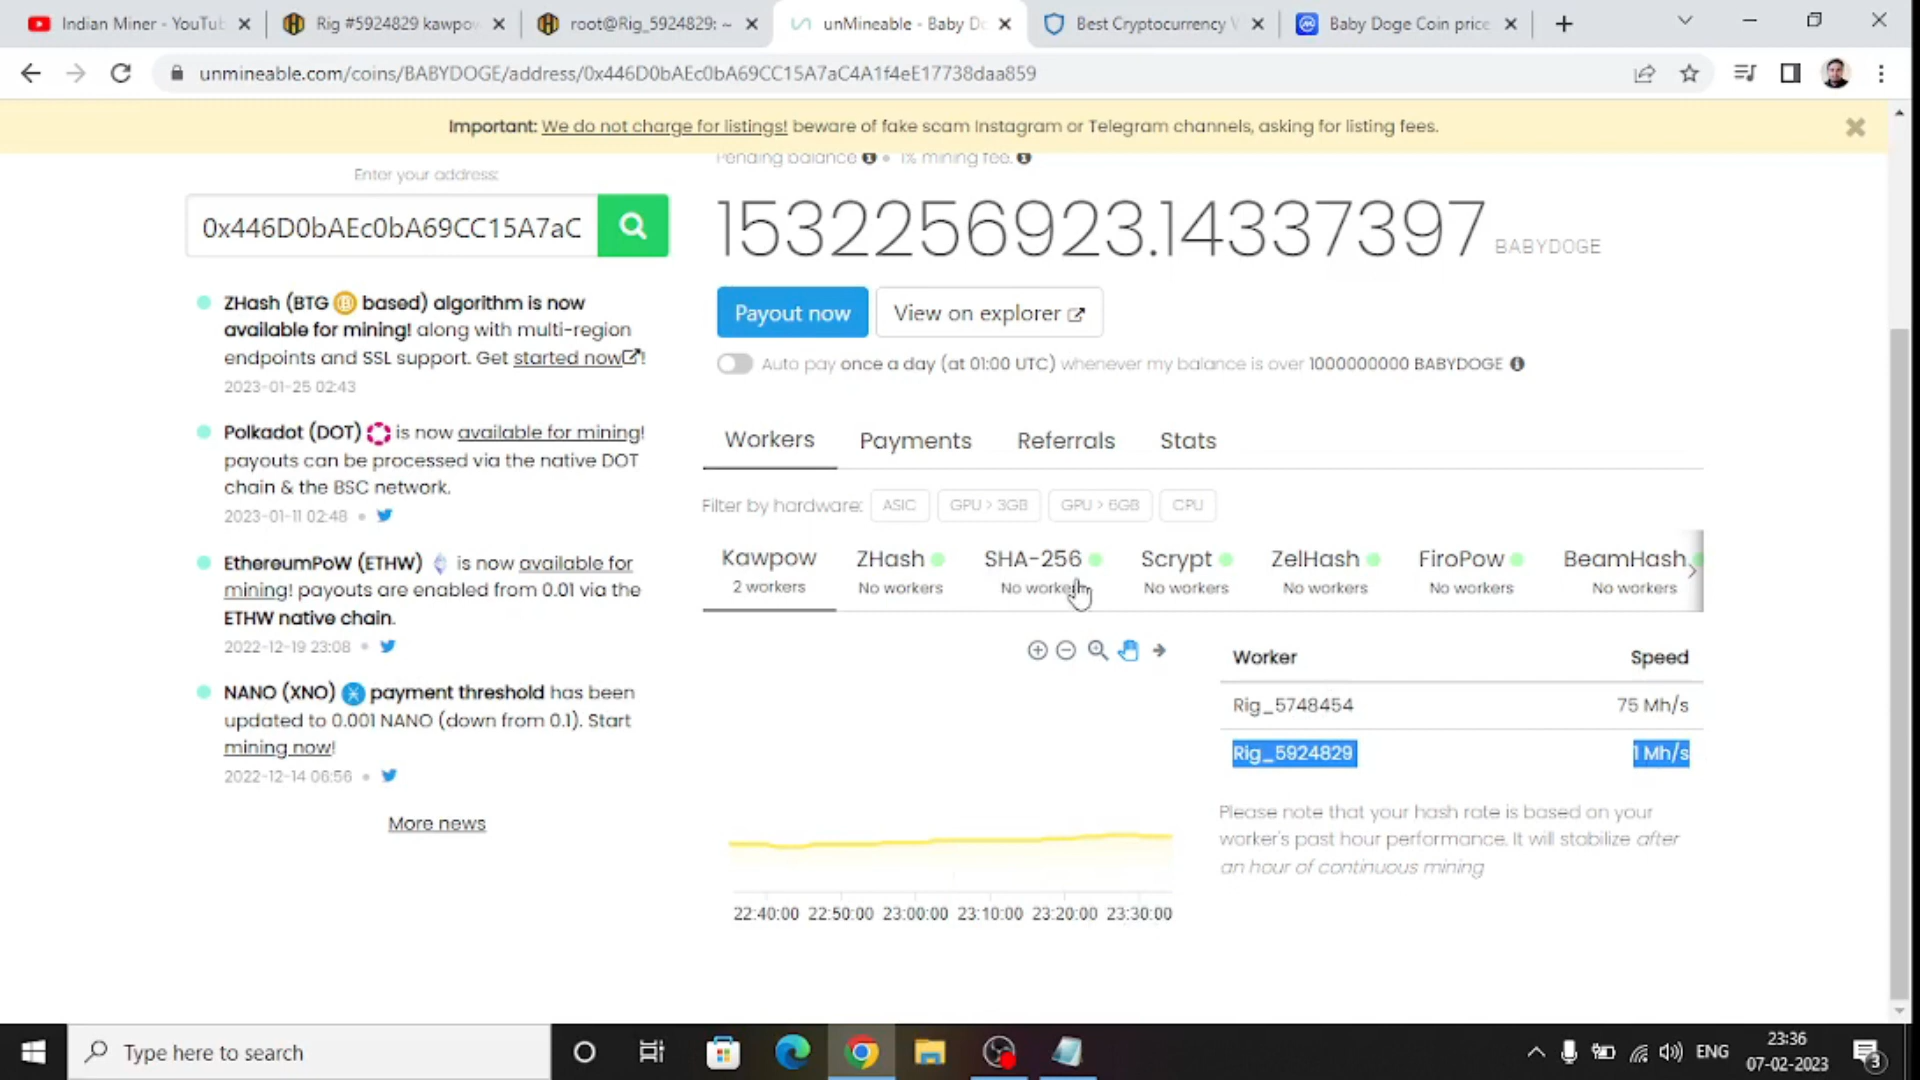 Indian Miner - YouTub
Rig #5924829 kawpow
root@Rig_5924829: ~
unMineable - Baby Do
Best Cryptocurrency W
Baby Doge Coin price
unmineable.com/coins/BABYDOGE/address/0x446D0bAEc0bA69CC15A7aC4A1f4eE17738daa859
Important: We do not charge for listings! beware of fake scam Instagram or Telegram channels, asking for listing fees.
Enter your address:
0x446D0bAEc0bA69CC15A7aC
ZHash (BTG based) algorithm is now
available for mining! along with multi-region
endpoints and SSL support. Get started now!
2023-01-25 02:43
Polkadot (DOT) is now available for mining!
payouts can be processed via the native DOT
chain & the BSC network.
2023-01-11 02:48
EthereumPoW (ETHW) is now available for
mining! payouts are enabled from 0.01 via the
ETHW native chain.
2022-12-19 23:08
NANO (XNO) payment threshold has been
updated to 0.001 NANO (down from 0.1). Start
mining now!
2022-12-14 06:56
More news
Pending balance • 1% mining fee.
1532256923.14337397 BABYDOGE
Payout now
View on explorer
Auto pay once a day (at 01:00 UTC) whenever my balance is over 1000000000 BABYDOGE
Workers Payments Referrals Stats
Filter by hardware: ASIC GPU > 3GB GPU > 6GB CPU
Kawpow ZHash SHA-256 Scrypt ZelHash FiroPow BeamHash
2 workers No workers No workers No workers No workers No workers No workers
Worker Speed
Rig_5748454 75 Mh/s
Rig_5924829 1 Mh/s
Please note that your hash rate is based on your
worker's past hour performance. It will stabilize after
an hour of continuous mining
22:40:00 22:50:00 23:00:00 23:10:00 23:20:00 23:30:00
Type here to search
ENG
23:36
07-02-2023
3